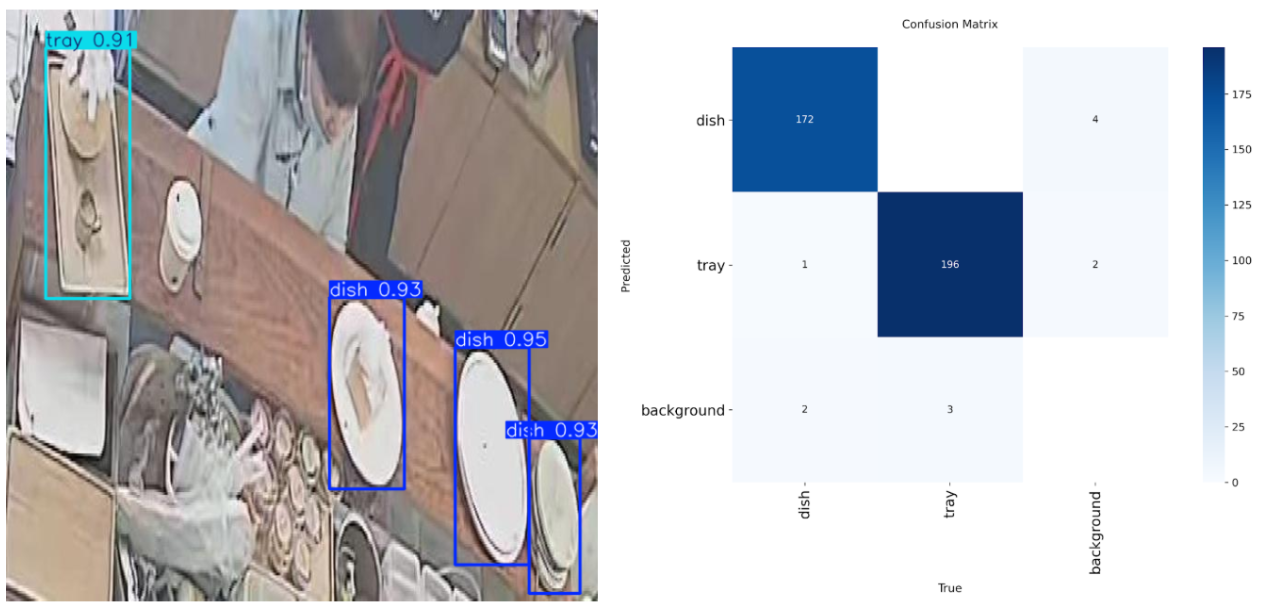 tray 0.91
dish 0.93
dish 0.95
dish 0.93
Confusion Matrix
Predicted
dish
172
4
tray
1
196
2
background
2
3
dish
tray
background
True
175
150
125
100
75
50
25
0